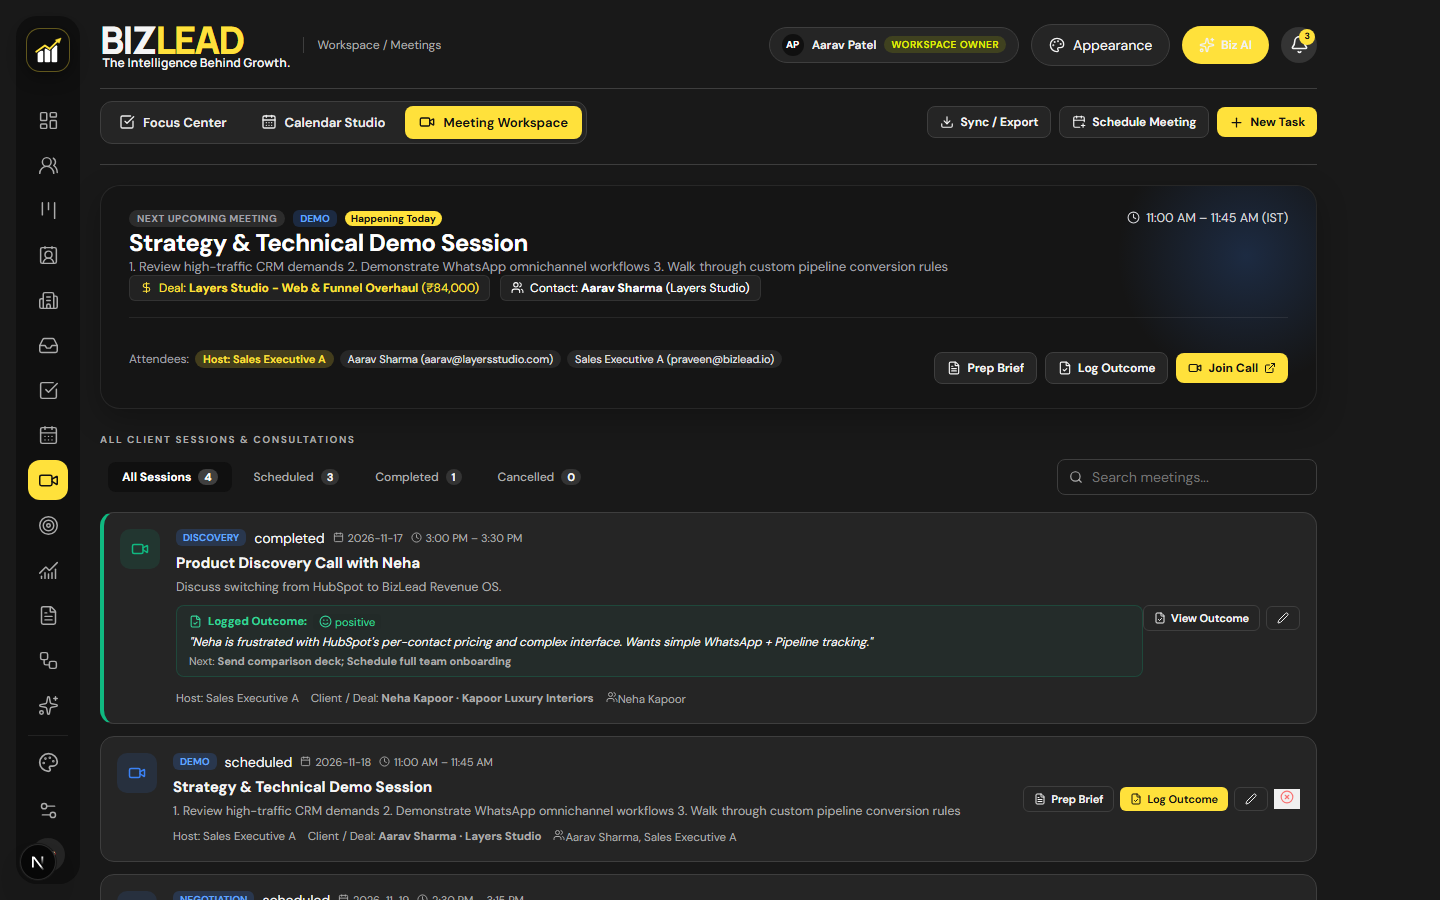 BIZLEAD
The Intelligence Behind Growth.
Workspace / Meetings
AP Aarav Patel WORKSPACE OWNER
Appearance
Biz AI
3
Focus Center
Calendar Studio
Meeting Workspace
Sync / Export
Schedule Meeting
New Task
NEXT UPCOMING MEETING DEMO Happening Today
11:00 AM – 11:45 AM (IST)
Strategy & Technical Demo Session
1. Review high-traffic CRM demands 2. Demonstrate WhatsApp omnichannel workflows 3. Walk through custom pipeline conversion rules
Deal: Layers Studio - Web & Funnel Overhaul (₹84,000)
Contact: Aarav Sharma (Layers Studio)
Attendees: Host: Sales Executive A Aarav Sharma (aarav@layersstudio.com) Sales Executive A (praveen@bizlead.io)
Prep Brief
Log Outcome
Join Call
ALL CLIENT SESSIONS & CONSULTATIONS
All Sessions 4
Scheduled 3
Completed 1
Cancelled 0
Search meetings...
DISCOVERY completed 2026-11-17 3:00 PM – 3:30 PM
Product Discovery Call with Neha
Discuss switching from HubSpot to BizLead Revenue OS.
Logged Outcome: positive
"Neha is frustrated with HubSpot's per-contact pricing and complex interface. Wants simple WhatsApp + Pipeline tracking."
Next: Send comparison deck; Schedule full team onboarding
View Outcome
Host: Sales Executive A Client / Deal: Neha Kapoor · Kapoor Luxury Interiors Neha Kapoor
DEMO scheduled 2026-11-18 11:00 AM – 11:45 AM
Strategy & Technical Demo Session
1. Review high-traffic CRM demands 2. Demonstrate WhatsApp omnichannel workflows 3. Walk through custom pipeline conversion rules
Host: Sales Executive A Client / Deal: Aarav Sharma · Layers Studio Aarav Sharma, Sales Executive A
Prep Brief
Log Outcome
NEGOTIATION scheduled 2026-11-19 2:30 PM – 3:15 PM
N